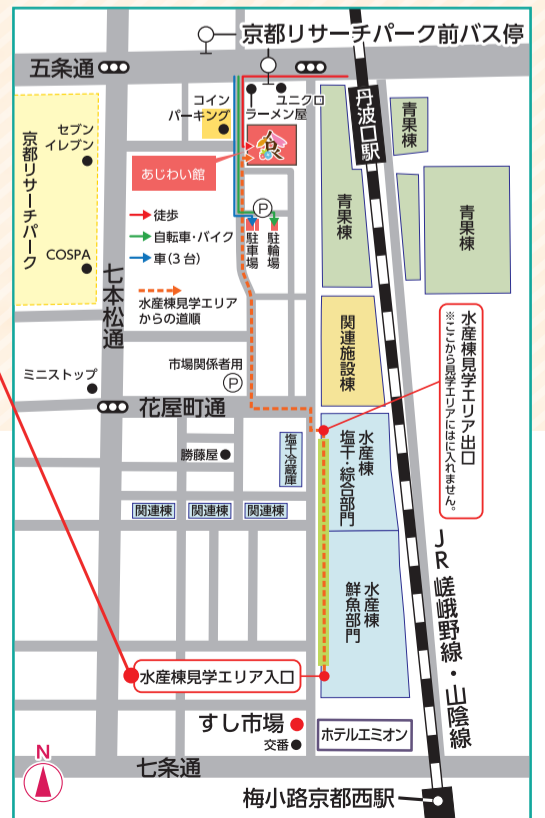 京都リサーチパーク前バス停
五条通
コイン
パーキング
ユニクロ
ラーメン屋
丹波口駅
青果棟
セブン
イレブン
京都リサーチパーク
あじわい館
青果棟
青果棟
P
徒歩
自転車・バイク
車(3台)
駐車場
駐輪場
COSPA
七本松通
水産棟見学エリア
からの道順
関連施設棟
水産棟見学エリア出口
※ここから見学エリアにはに入れません。
市場関係者用
P
ミニストップ
花屋町通
勝藤屋
塩干冷蔵庫
水産棟
塩干・綜合部門
関連棟
関連棟
関連棟
JR嵯峨野線・山陰線
水産棟
鮮魚部門
水産棟見学エリア入口
すし市場
交番
ホテルエミオン
N
七条通
梅小路京都西駅